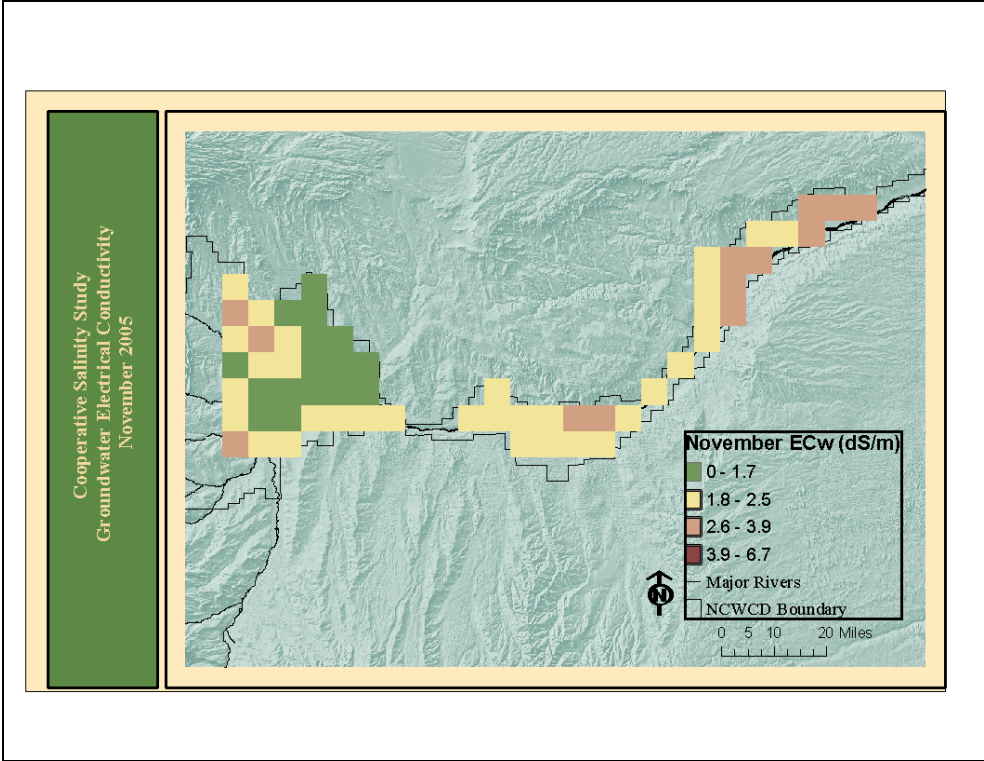 Cooperative Salinity Study
Groundwater Electrical Conductivity
November 2005
November ECw (dS/m)
0 - 1.7
1.8 - 2.5
2.6 - 3.9
3.9 - 6.7
Major Rivers
NCWCD Boundary
N
0 5 10 20 Miles